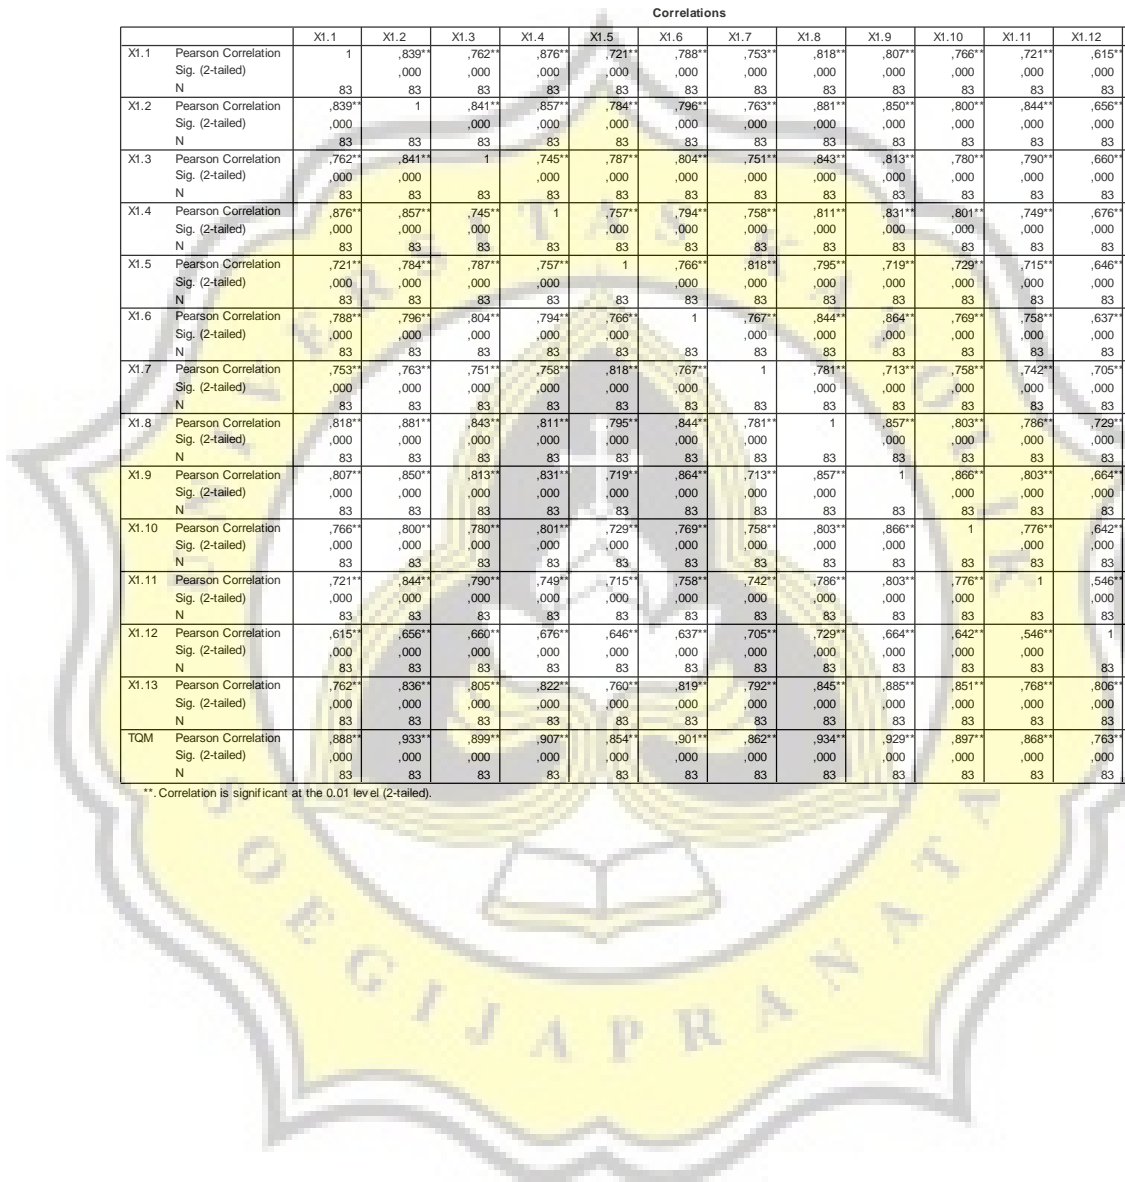 Correlations
X1.1 X1.2 X1.3 X1.4 X1.5 X1.6 X1.7 X1.8 X1.9 X1.10 X1.11 X1.12
X1.1 Pearson Correlation 1 ,839** ,762** ,876** ,721** ,788** ,753** ,818** ,807** ,766** ,721** ,615**
Sig. (2-tailed) ,000 ,000 ,000 ,000 ,000 ,000 ,000 ,000 ,000 ,000 ,000
N 83 83 83 83 83 83 83 83 83 83 83 83
X1.2 Pearson Correlation ,839** 1 ,841** ,857** ,784** ,796** ,763** ,881** ,850** ,800** ,844** ,656**
Sig. (2-tailed) ,000 ,000 ,000 ,000 ,000 ,000 ,000 ,000 ,000 ,000 ,000
N 83 83 83 83 83 83 83 83 83 83 83 83
X1.3 Pearson Correlation ,762** ,841** 1 ,745** ,787** ,804** ,751** ,843** ,813** ,780** ,790** ,660**
Sig. (2-tailed) ,000 ,000 ,000 ,000 ,000 ,000 ,000 ,000 ,000 ,000 ,000
N 83 83 83 83 83 83 83 83 83 83 83 83
X1.4 Pearson Correlation ,876** ,857** ,745** 1 ,757** ,794** ,758** ,811** ,831** ,801** ,749** ,676**
Sig. (2-tailed) ,000 ,000 ,000 ,000 ,000 ,000 ,000 ,000 ,000 ,000 ,000
N 83 83 83 83 83 83 83 83 83 83 83 83
X1.5 Pearson Correlation ,721** ,784** ,787** ,757** 1 ,766** ,818** ,795** ,719** ,729** ,715** ,646**
Sig. (2-tailed) ,000 ,000 ,000 ,000 ,000 ,000 ,000 ,000 ,000 ,000 ,000
N 83 83 83 83 83 83 83 83 83 83 83 83
X1.6 Pearson Correlation ,788** ,796** ,804** ,794** ,766** 1 ,767** ,844** ,864** ,769** ,758** ,637**
Sig. (2-tailed) ,000 ,000 ,000 ,000 ,000 ,000 ,000 ,000 ,000 ,000 ,000
N 83 83 83 83 83 83 83 83 83 83 83 83
X1.7 Pearson Correlation ,753** ,763** ,751** ,758** ,818** ,767** 1 ,781** ,713** ,758** ,742** ,705**
Sig. (2-tailed) ,000 ,000 ,000 ,000 ,000 ,000 ,000 ,000 ,000 ,000 ,000
N 83 83 83 83 83 83 83 83 83 83 83 83
X1.8 Pearson Correlation ,818** ,881** ,843** ,811** ,795** ,844** ,781** 1 ,857** ,803** ,786** ,729**
Sig. (2-tailed) ,000 ,000 ,000 ,000 ,000 ,000 ,000 ,000 ,000 ,000 ,000
N 83 83 83 83 83 83 83 83 83 83 83 83
X1.9 Pearson Correlation ,807** ,850** ,813** ,831** ,719** ,864** ,713** ,857** 1 ,866** ,803** ,664**
Sig. (2-tailed) ,000 ,000 ,000 ,000 ,000 ,000 ,000 ,000 ,000 ,000 ,000
N 83 83 83 83 83 83 83 83 83 83 83 83
X1.10 Pearson Correlation ,766** ,800** ,780** ,801** ,729** ,769** ,758** ,803** ,866** 1 ,776** ,642**
Sig. (2-tailed) ,000 ,000 ,000 ,000 ,000 ,000 ,000 ,000 ,000 ,000 ,000
N 83 83 83 83 83 83 83 83 83 83 83 83
X1.11 Pearson Correlation ,721** ,844** ,790** ,749** ,715** ,758** ,742** ,786** ,803** ,776** 1 ,546**
Sig. (2-tailed) ,000 ,000 ,000 ,000 ,000 ,000 ,000 ,000 ,000 ,000 ,000
N 83 83 83 83 83 83 83 83 83 83 83 83
X1.12 Pearson Correlation ,615** ,656** ,660** ,676** ,646** ,637** ,705** ,729** ,664** ,642** ,546** 1
Sig. (2-tailed) ,000 ,000 ,000 ,000 ,000 ,000 ,000 ,000 ,000 ,000 ,000
N 83 83 83 83 83 83 83 83 83 83 83 83
X1.13 Pearson Correlation ,762** ,836** ,805** ,822** ,760** ,819** ,792** ,845** ,885** ,851** ,768** ,806**
Sig. (2-tailed) ,000 ,000 ,000 ,000 ,000 ,000 ,000 ,000 ,000 ,000 ,000 ,000
N 83 83 83 83 83 83 83 83 83 83 83 83
TQM Pearson Correlation ,888** ,933** ,899** ,907** ,854** ,901** ,862** ,934** ,929** ,897** ,868** ,763**
Sig. (2-tailed) ,000 ,000 ,000 ,000 ,000 ,000 ,000 ,000 ,000 ,000 ,000 ,000
N 83 83 83 83 83 83 83 83 83 83 83 83
**. Correlation is significant at the 0.01 level (2-tailed).
UNIVERSITAS KATOLIK
SOEGIJAPRANATA